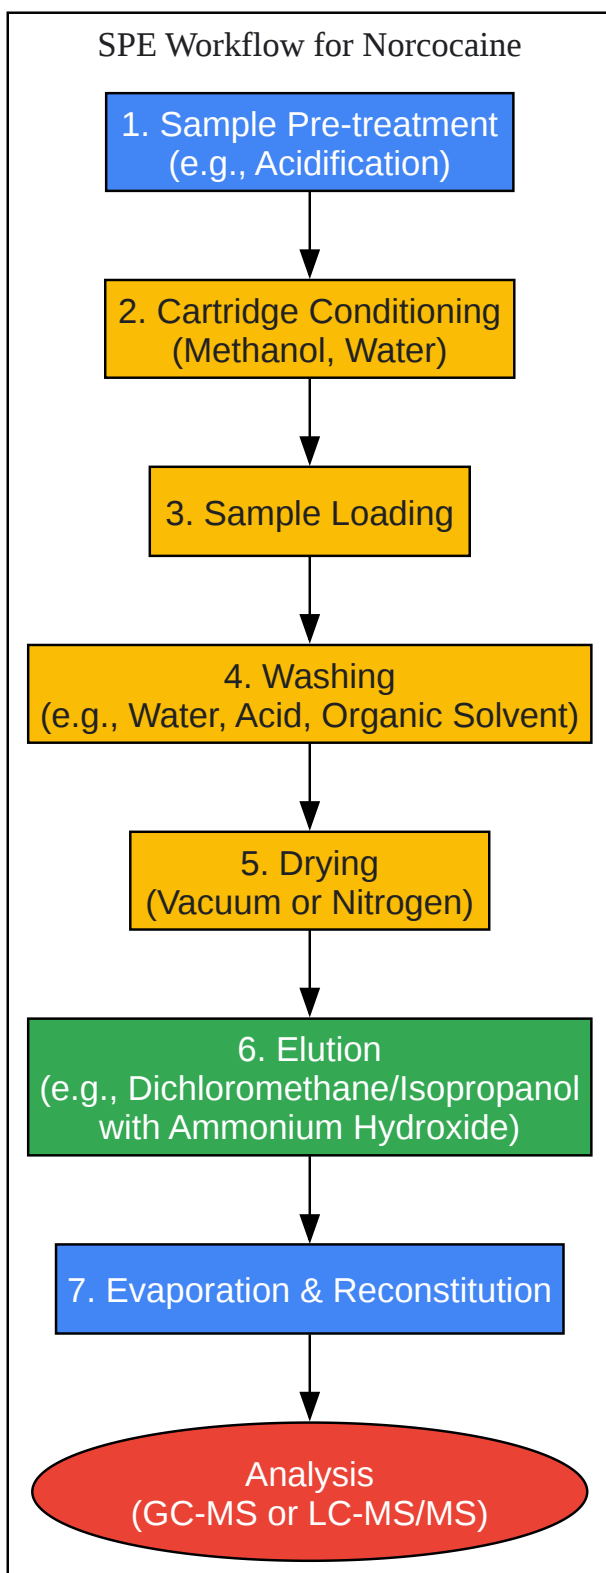 SPE Workflow for Norcocaine
1. Sample Pre-treatment
(e.g., Acidification)
2. Cartridge Conditioning
(Methanol, Water)
3. Sample Loading
4. Washing
(e.g., Water, Acid, Organic Solvent)
5. Drying
(Vacuum or Nitrogen)
6. Elution
(e.g., Dichloromethane/Isopropanol
with Ammonium Hydroxide)
7. Evaporation & Reconstitution
Analysis
(GC-MS or LC-MS/MS)